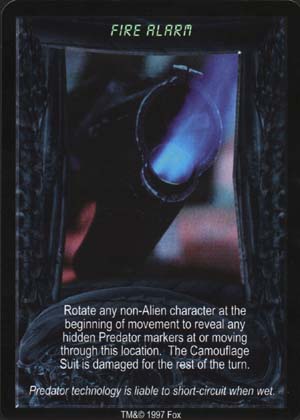 FIRE ALARM
Rotate any non-Alien character at the
beginning of movement to reveal any
hidden Predator markers at or moving
through this location. The Camouflage
Suit is damaged for the rest of the turn.
Predator technology is liable to short-circuit when wet.
TM&© 1997 Fox